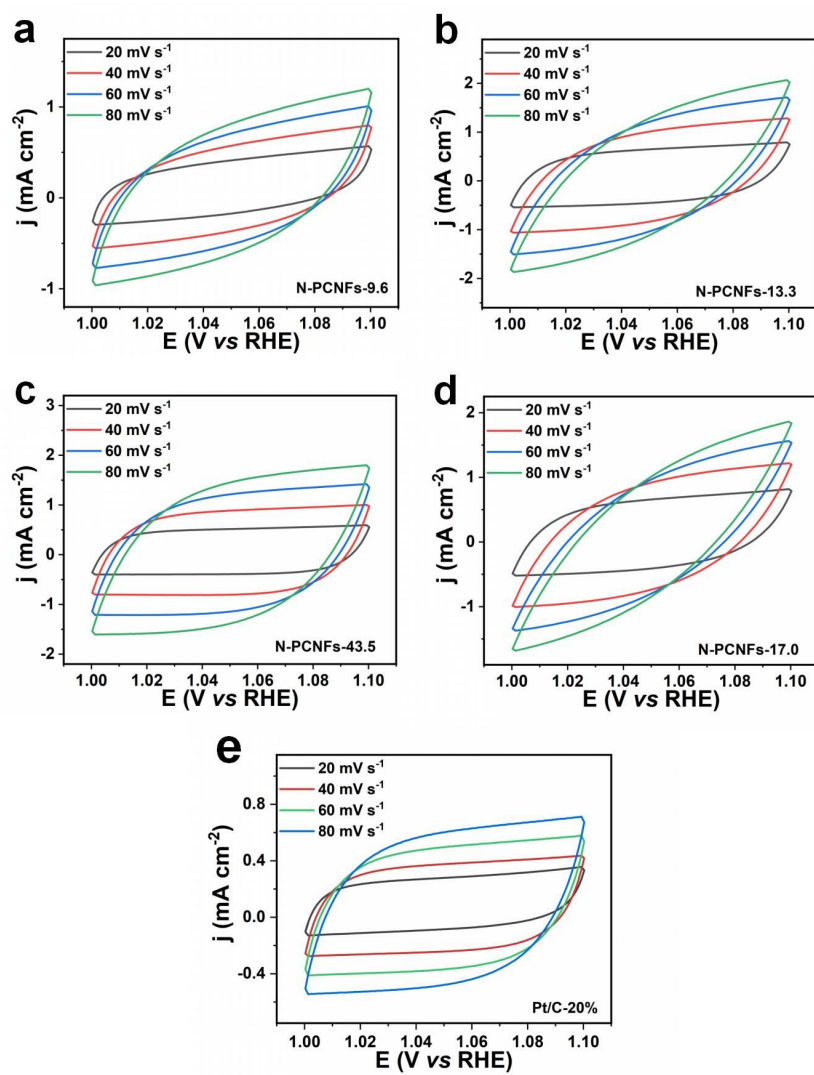 a
20 mV s⁻¹
40 mV s⁻¹
60 mV s⁻¹
80 mV s⁻¹
1
0
-1
j (mA cm⁻²)
N-PCNFs-9.6
1.00 1.02 1.04 1.06 1.08 1.10
E (V vs RHE)
b
20 mV s⁻¹
40 mV s⁻¹
60 mV s⁻¹
80 mV s⁻¹
2
1
0
-1
-2
j (mA cm⁻²)
N-PCNFs-13.3
1.00 1.02 1.04 1.06 1.08 1.10
E (V vs RHE)
c
20 mV s⁻¹
40 mV s⁻¹
60 mV s⁻¹
80 mV s⁻¹
3
2
1
0
-1
-2
j (mA cm⁻²)
N-PCNFs-43.5
1.00 1.02 1.04 1.06 1.08 1.10
E (V vs RHE)
d
20 mV s⁻¹
40 mV s⁻¹
60 mV s⁻¹
80 mV s⁻¹
2
1
0
-1
j (mA cm⁻²)
N-PCNFs-17.0
1.00 1.02 1.04 1.06 1.08 1.10
E (V vs RHE)
e
20 mV s⁻¹
40 mV s⁻¹
60 mV s⁻¹
80 mV s⁻¹
0.8
0.4
0.0
-0.4
j (mA cm⁻²)
Pt/C-20%
1.00 1.02 1.04 1.06 1.08 1.10
E (V vs RHE)